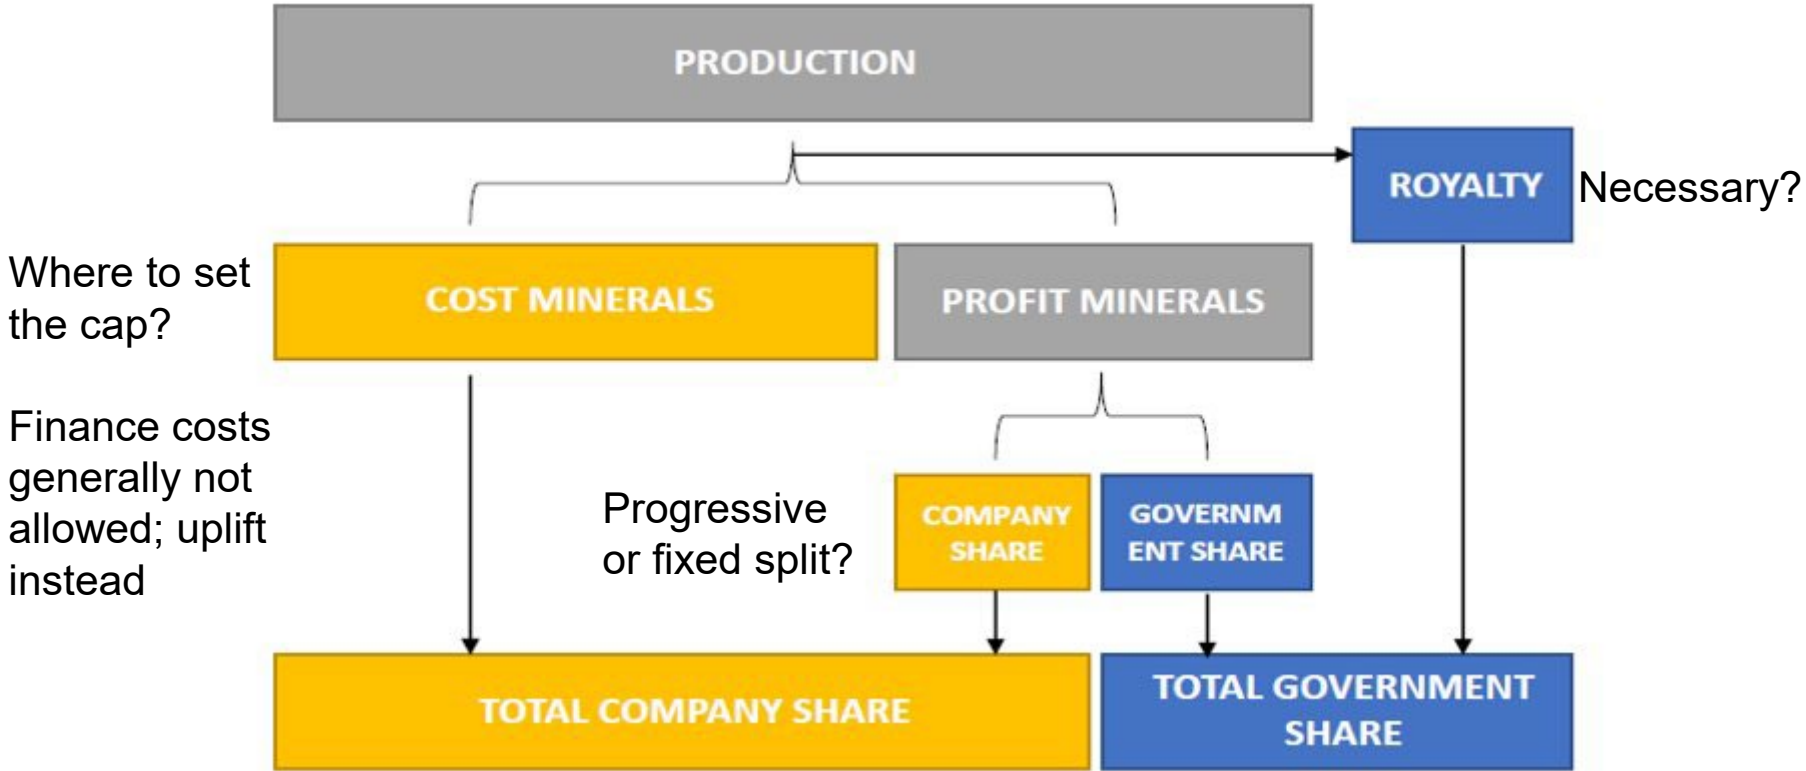 PRODUCTION
ROYALTY
Necessary?
Where to set
the cap?
COST MINERALS
PROFIT MINERALS
Finance costs
generally not
allowed; uplift
instead
Progressive
or fixed split?
COMPANY
SHARE
GOVERNM
ENT SHARE
TOTAL COMPANY SHARE
TOTAL GOVERNMENT
SHARE